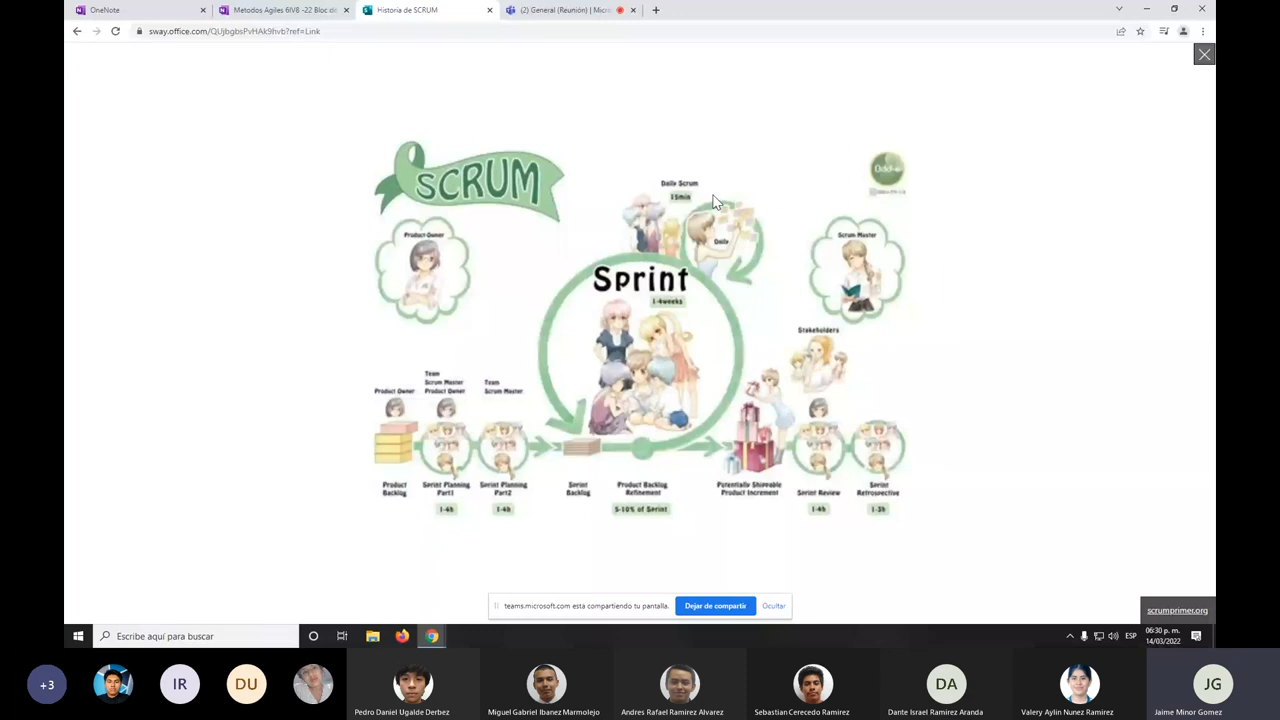 OneNote
Metodos Agiles 6IV8 -22 Bloc de
Historia de SCRUM
(2) General (Reunión) | Micro
sway.office.com/QUjbgbsPvHAk9hvb?ref=Link
SCRUM
Odd-e
Daily Scrum
15min
Daily
Product Owner
Scrum Master
Sprint
1-4weeks
Stakeholders
Product Owner
Team
Scrum Master
Product Owner
Team
Scrum Master
Product
Backlog
Sprint Planning
Part1
1-4h
Sprint Planning
Part2
1-4h
Sprint
Backlog
Product Backlog
Refinement
5-10% of Sprint
Potentially Shippable
Product Increment
Sprint Review
1-4h
Sprint
Retrospective
1-3h
teams.microsoft.com está compartiendo tu pantalla.
Dejar de compartir
Ocultar
scrumprimer.org
Escribe aquí para buscar
ESP
06:30 p. m.
14/03/2022
+3
IR
DU
Pedro Daniel Ugalde Derbez
Miguel Gabriel Ibanez Marmolejo
Andres Rafael Ramirez Alvarez
Sebastian Cerecedo Ramirez
DA
Dante Israel Ramirez Aranda
Valery Aylin Nunez Ramirez
JG
Jaime Minor Gomez